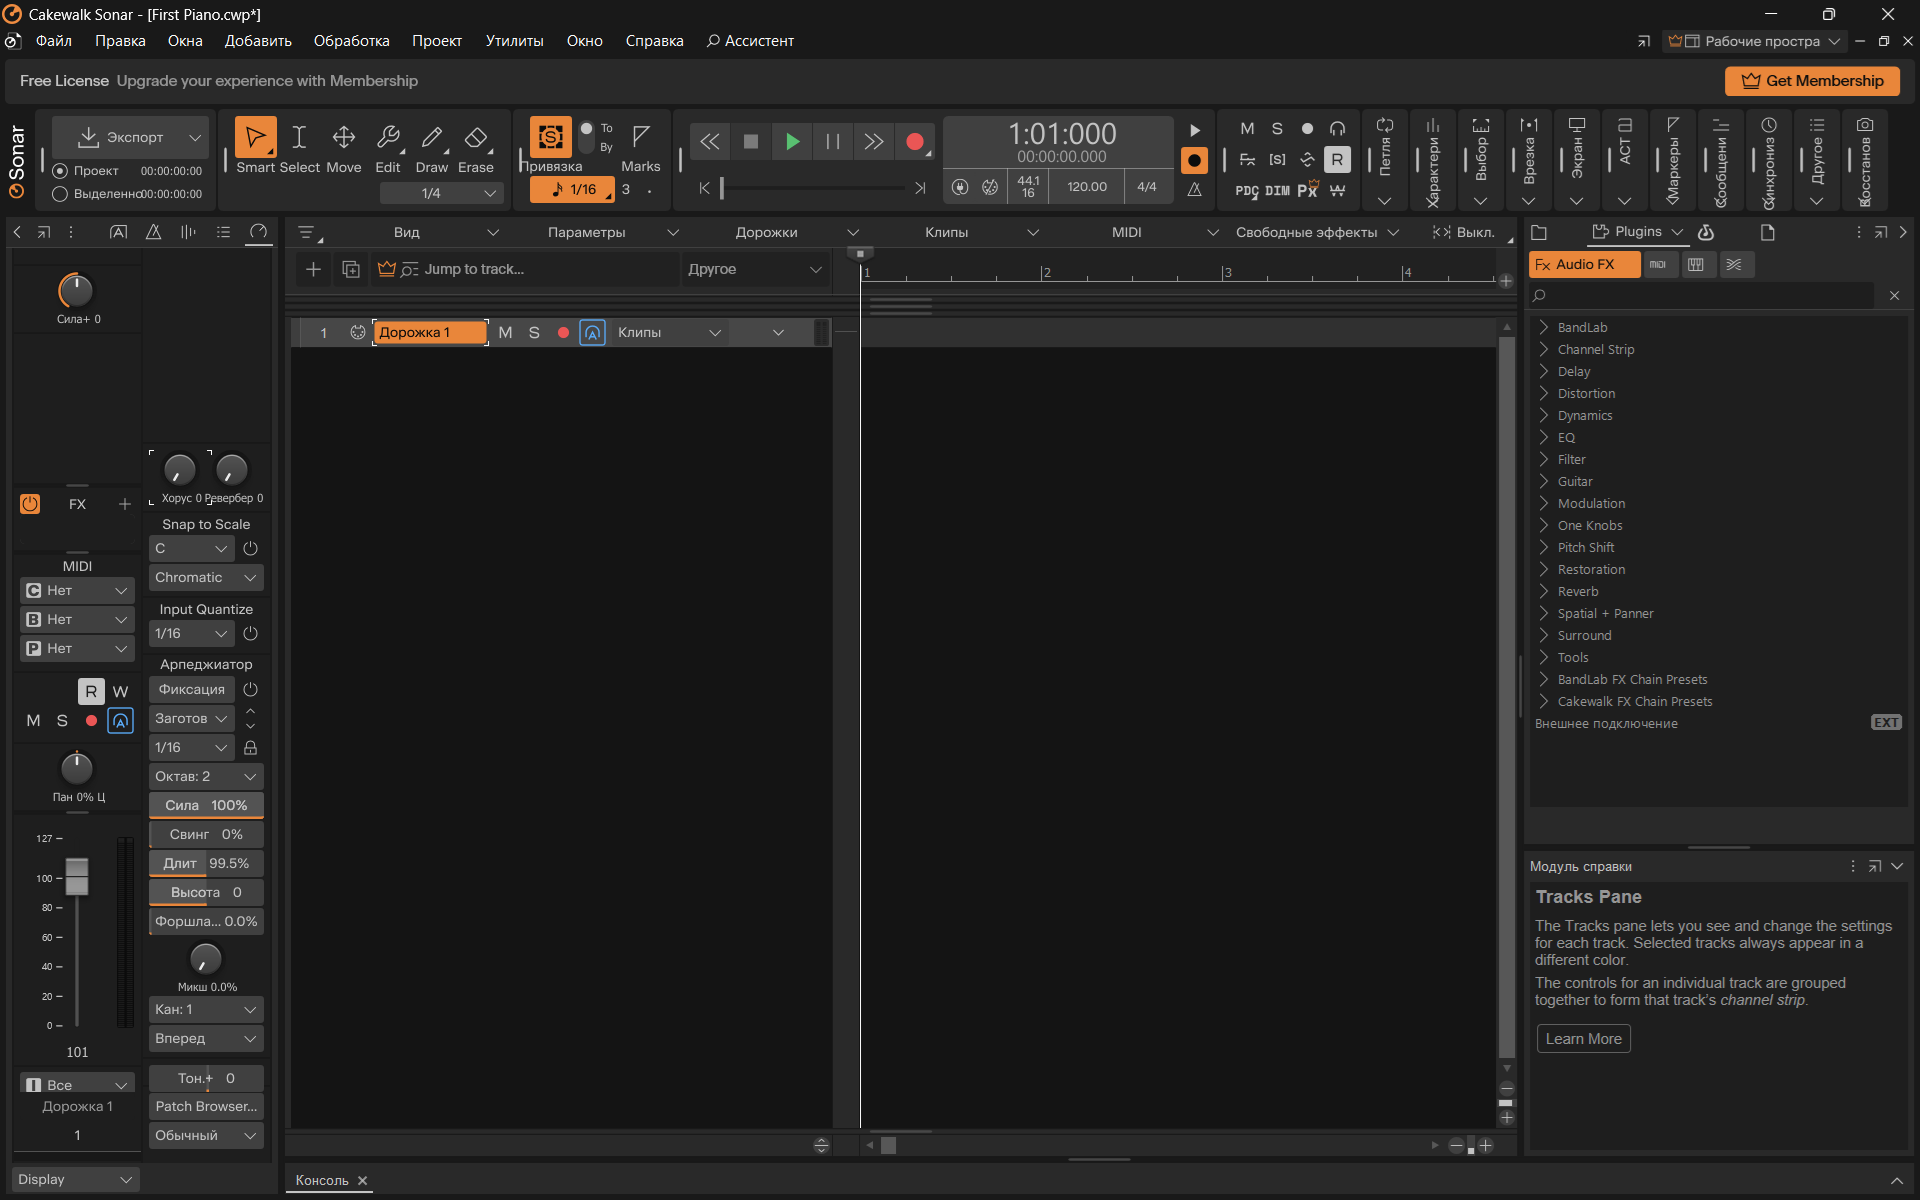 Cakewalk Sonar - [First Piano.cwp*]
Файл Правка Окна Добавить Обработка Проект Утилиты Окно Справка Ассистент
Рабочие простра
Free License Upgrade your experience with Membership
Get Membership
Sonar
Экспорт
Проект 00:00:00:00
Выделенно 00:00:00:00
Smart Select Move Edit Draw Erase
1/4
To
By
Привязка
Marks
1/16 3
1:01:000
00:00:00.000
44.1
16
120.00
4/4
M S
Fx [S] R
PDC DIM PX W
Петля
Характери
Выбор
Врезка
Экран
ACT
Маркеры
Сообщени
Синхрониз
Другое
Восстанов
Вид Параметры Дорожки Клипы MIDI Свободные эффекты Выкл.
Jump to track...
Другое
1 2 3 4
1 Дорожка 1 M S Клипы
Сила+ 0
FX
MIDI
C Нет
B Нет
P Нет
R W
M S
Пан 0% Ц
127
100
80
60
40
20
0
101
Все
Дорожка 1
1
Display
Хорус 0 Ревербер 0
Snap to Scale
C
Chromatic
Input Quantize
1/16
Арпеджиатор
Фиксация
Заготов
1/16
Октав: 2
Сила 100%
Свинг 0%
Длит 99.5%
Высота 0
Форшла... 0.0%
Микш 0.0%
Кан: 1
Вперед
Тон.+ 0
Patch Browser...
Обычный
Консоль
Plugins
Fx Audio FX
MIDI
BandLab
Channel Strip
Delay
Distortion
Dynamics
EQ
Filter
Guitar
Modulation
One Knobs
Pitch Shift
Restoration
Reverb
Spatial + Panner
Surround
Tools
BandLab FX Chain Presets
Cakewalk FX Chain Presets
Внешнее подключение EXT
Модуль справки
Tracks Pane
The Tracks pane lets you see and change the settings
for each track. Selected tracks always appear in a
different color.
The controls for an individual track are grouped
together to form that track's channel strip.
Learn More